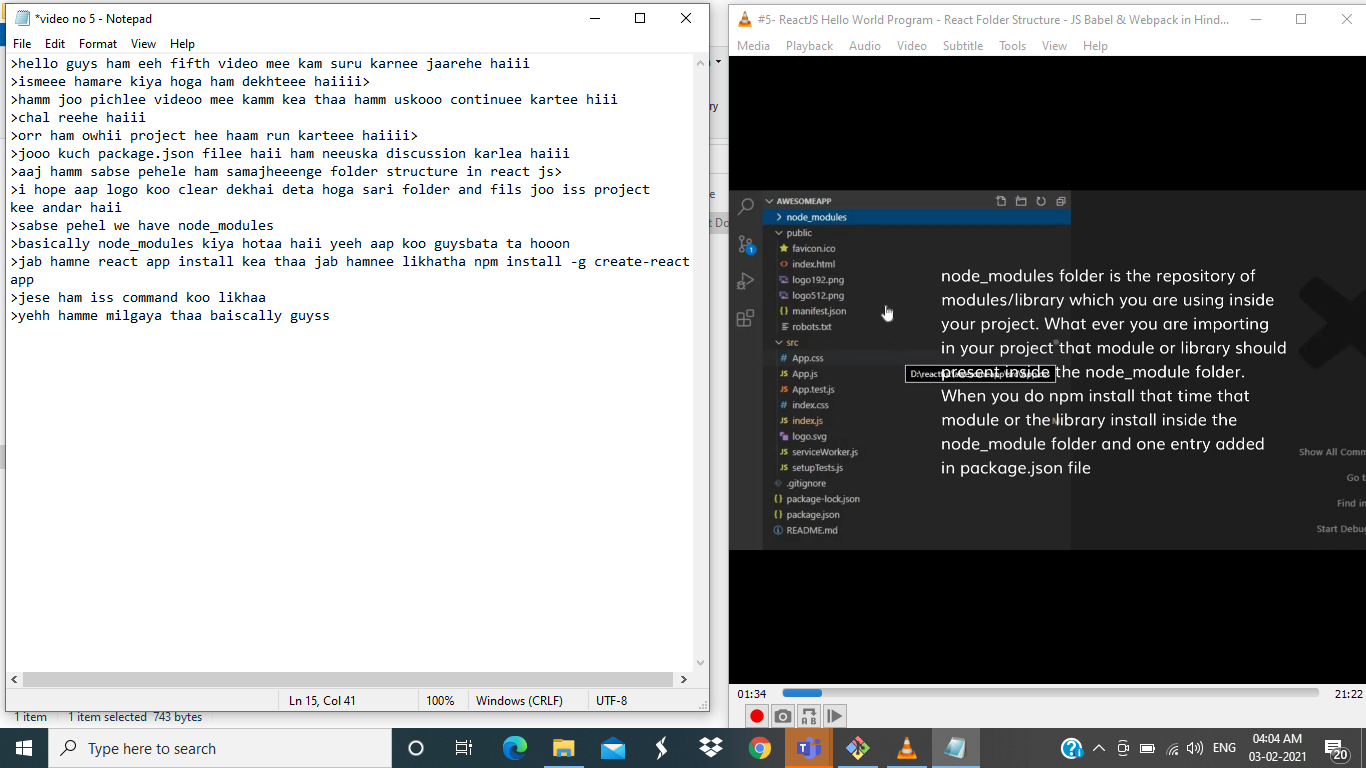 *video no 5 - Notepad
File Edit Format View Help
>hello guys ham eeh fifth video mee kam suru karnee jaarehe haiii
>ismeee hamare kiya hoga ham dekhteee haiiii>
>hamm joo pichlee videoo mee kamm kea thaa hamm uskooo continuee kartee hiii
>chal reehe haiii
>orr ham owhii project hee haam run karteee haiiii>
>jooo kuch package.json filee haii ham neeuska discussion karlea haiii
>aaj hamm sabse pehele ham samajheeenge folder structure in react js>
>i hope aap logo koo clear dekhai deta hoga sari folder and fils joo iss project
kee andar haii
>sabse pehel we have node_modules
>basically node_modules kiya hotaa haii yeeh aap koo guysbata ta hooon
>jab hamne react app install kea thaa jab hamnee likhatha npm install -g create-react
app
>jese ham iss command koo likhaa
>yehh hamme milgaya thaa baiscally guyss
Ln 15, Col 41 100% Windows (CRLF) UTF-8
1 item 1 item selected 743 bytes
#5- ReactJS Hello World Program - React Folder Structure - JS Babel & Webpack in Hind...
Media Playback Audio Video Subtitle Tools View Help
AWESOMEAPP
node_modules
public
favicon.ico
index.html
logo192.png
logo512.png
manifest.json
robots.txt
src
App.css
App.js
App.test.js
index.css
index.js
logo.svg
serviceWorker.js
setupTests.js
.gitignore
package-lock.json
package.json
README.md
node_modules folder is the repository of
modules/library which you are using inside
your project. What ever you are importing
in your project that module or library should
present inside the node_module folder.
When you do npm install that time that
module or the library install inside the
node_module folder and one entry added
in package.json file
Show All Comm
Go t
Find in
Start Debug
01:34 21:22
Type here to search
ENG
04:04 AM
03-02-2021
20